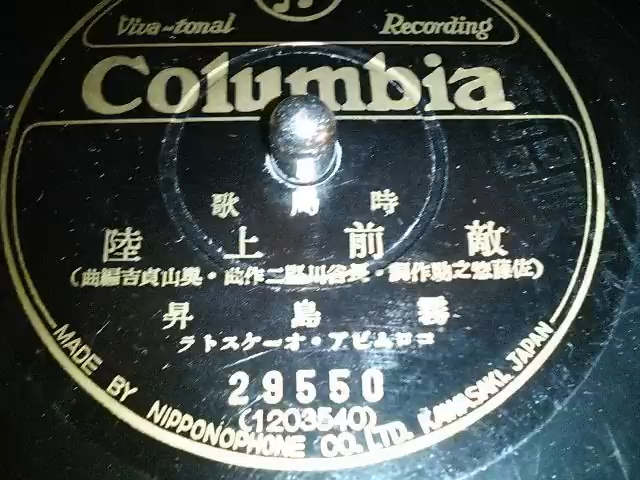 Viva-tonal Recording
Columbia
時局歌
敵前上陸
(佐藤惣之助作詞・長谷川堅二作曲・奥山貞吉編曲)
霧島昇
コロムビア・オーケストラ
29550
(1203540)
MADE BY NIPPONOPHONE CO., LTD. KAWASAKI, JAPAN